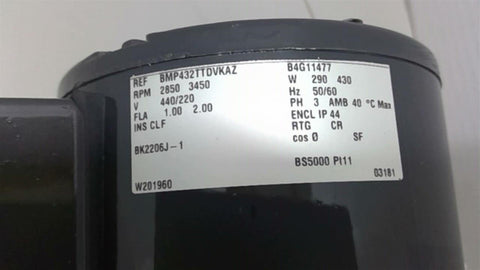 REF BMP432TTDVKAZ B4G11477
RPM 2850 3450 W 290 430
V 440/220 Hz 50/60
FLA 1.00 2.00 PH 3 AMB 40 °C Max
INS CLF ENCL IP 44
RTG CR
BK2206J-1 cos Ø SF
BS5000 Pt11
W201960 03181